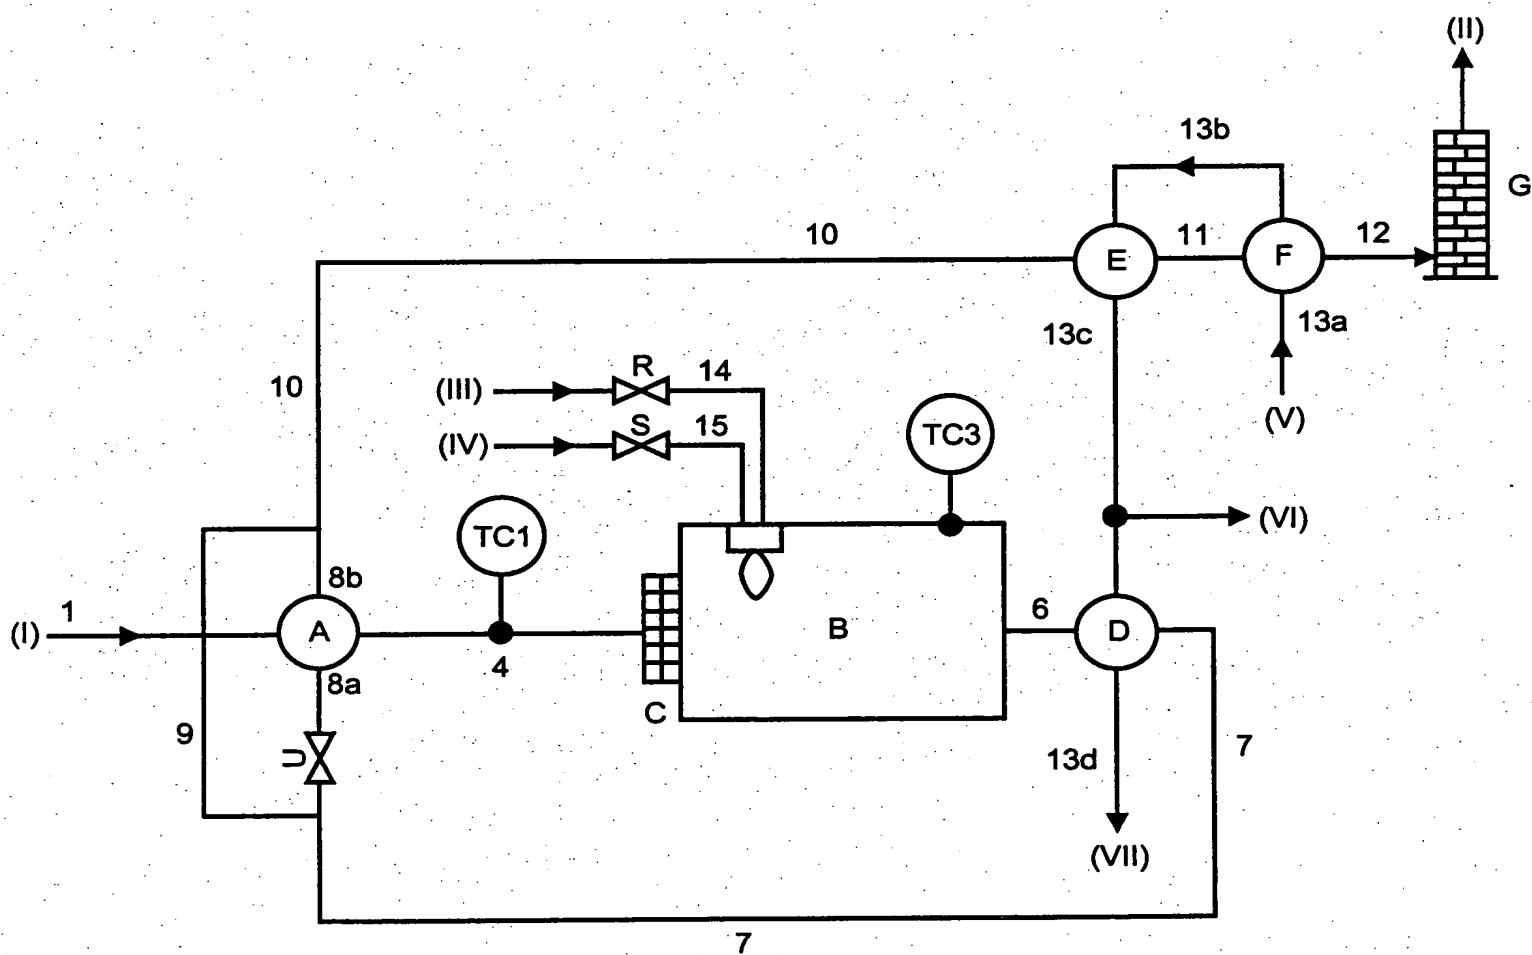 (II)
13b
G
10
11
12
E
F
13c
13a
10
(III)
R
14
(IV)
S
15
TC3
(V)
TC1
(VI)
8b
1
(I)
A
B
6
D
4
8a
C
9
U
13d
7
(VII)
7